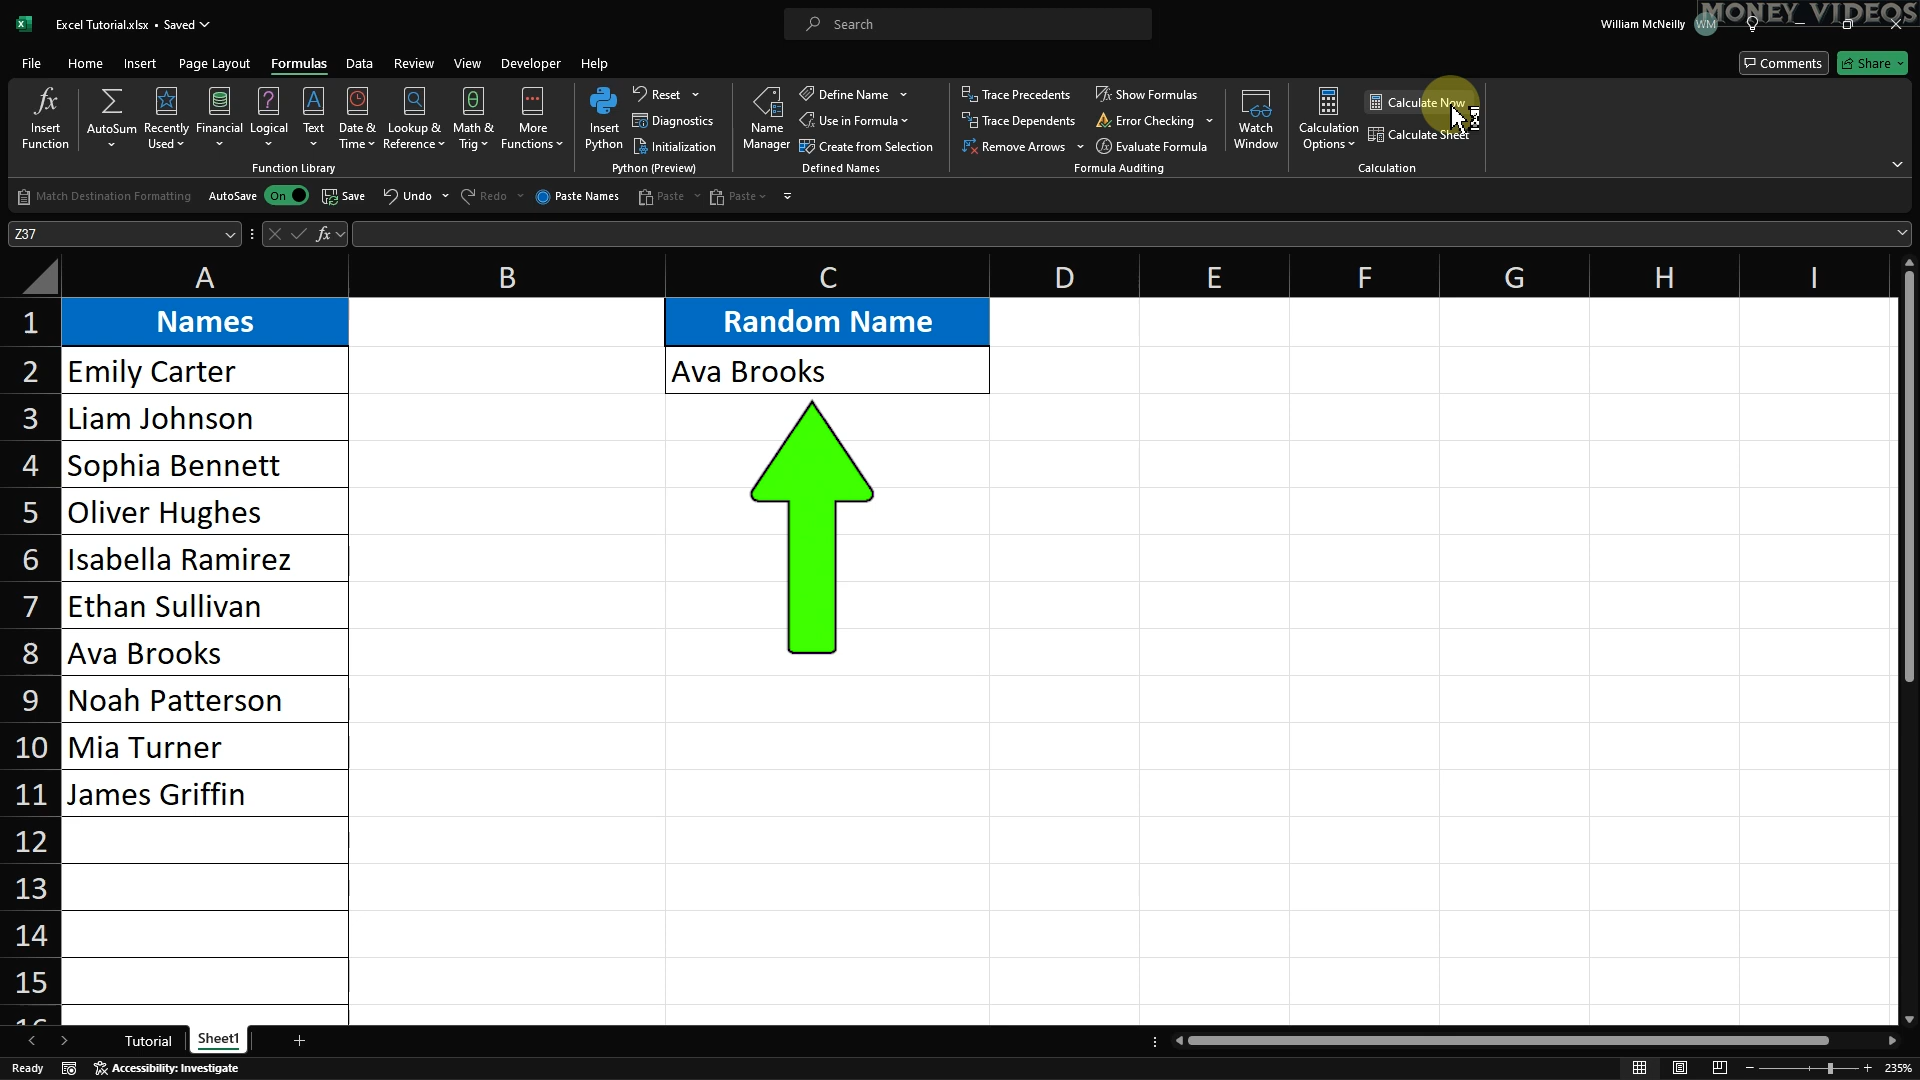 MONEY VIDEOS
Excel Tutorial.xlsx • Saved
Search
William McNeilly WM
File Home Insert Page Layout Formulas Data Review View Developer Help
Comments Share
fx Insert Function
AutoSum
Recently Used
Financial
Logical
Text
Date & Time
Lookup & Reference
Math & Trig
More Functions
Function Library
Insert Python
Reset
Diagnostics
Initialization
Python (Preview)
Name Manager
Define Name
Use in Formula
Create from Selection
Defined Names
Trace Precedents
Trace Dependents
Remove Arrows
Show Formulas
Error Checking
Evaluate Formula
Formula Auditing
Watch Window
Calculation Options
Calculate Now
Calculate Sheet
Calculation
Match Destination Formatting AutoSave On Save Undo Redo Paste Names Paste Paste
Z37 fx
A B C D E F G H I
1 Names Random Name
2 Emily Carter Ava Brooks
3 Liam Johnson
4 Sophia Bennett
5 Oliver Hughes
6 Isabella Ramirez
7 Ethan Sullivan
8 Ava Brooks
9 Noah Patterson
10 Mia Turner
11 James Griffin
12
13
14
15
16
Tutorial Sheet1
Ready Accessibility: Investigate 235%